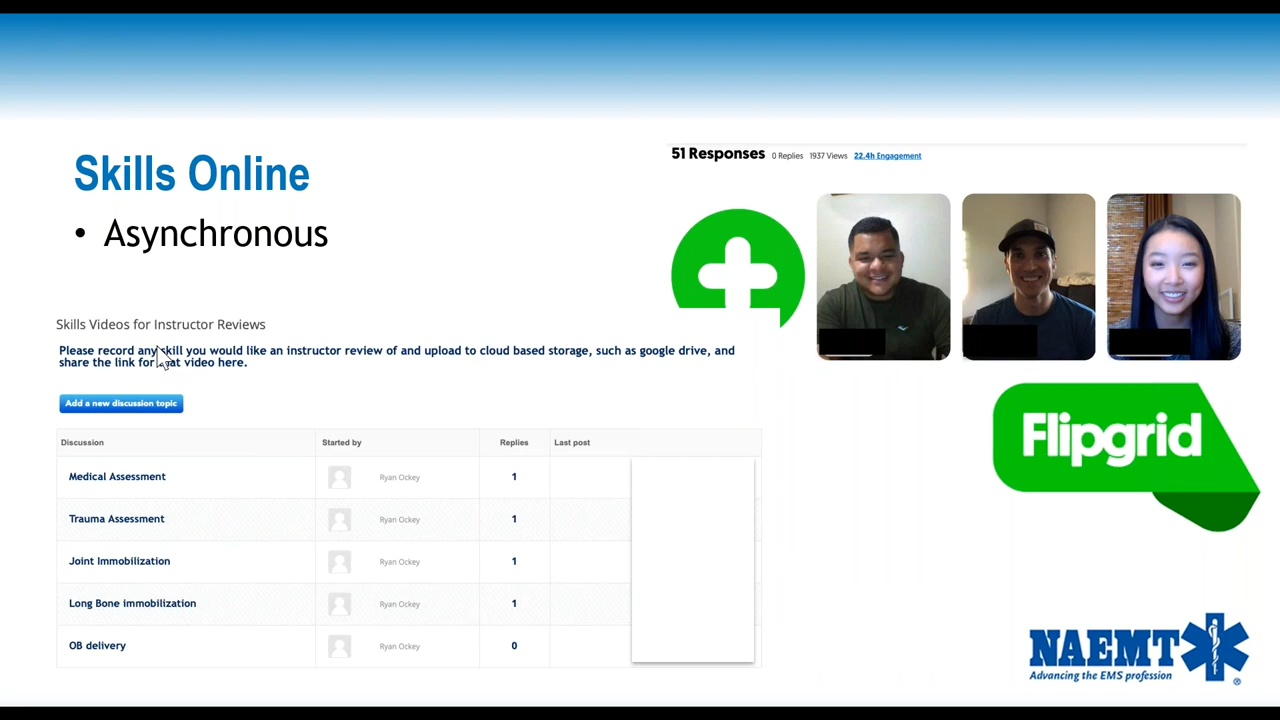 Skills Online
• Asynchronous
51 Responses 0 Replies 1937 Views 22.4h Engagement
Skills Videos for Instructor Reviews
Please record any skill you would like an instructor review of and upload to cloud based storage, such as google drive, and
share the link for that video here.
Add a new discussion topic
Discussion Started by Replies Last post
Medical Assessment Ryan Ockey 1
Trauma Assessment Ryan Ockey 1
Joint Immobilization Ryan Ockey 1
Long Bone immobilization Ryan Ockey 1
OB delivery Ryan Ockey 0
Flipgrid
NAEMT
Advancing the EMS profession